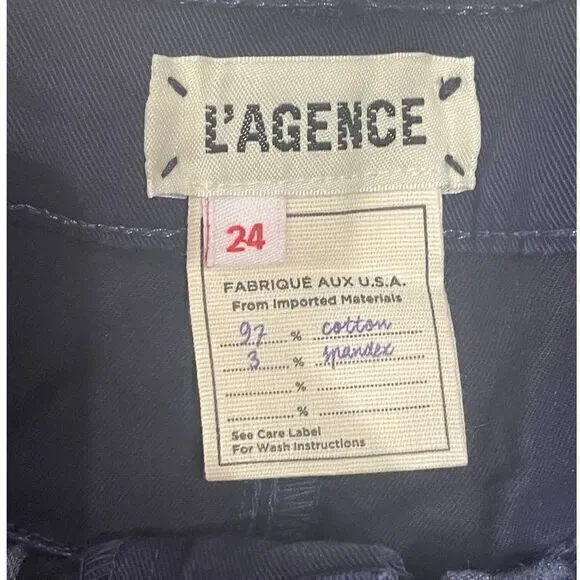 L'AGENCE
24
FABRIQUÉ AUX U.S.A.
From Imported Materials
97 % cotton
3 % spandex
%
%
See Care Label
For Wash Instructions